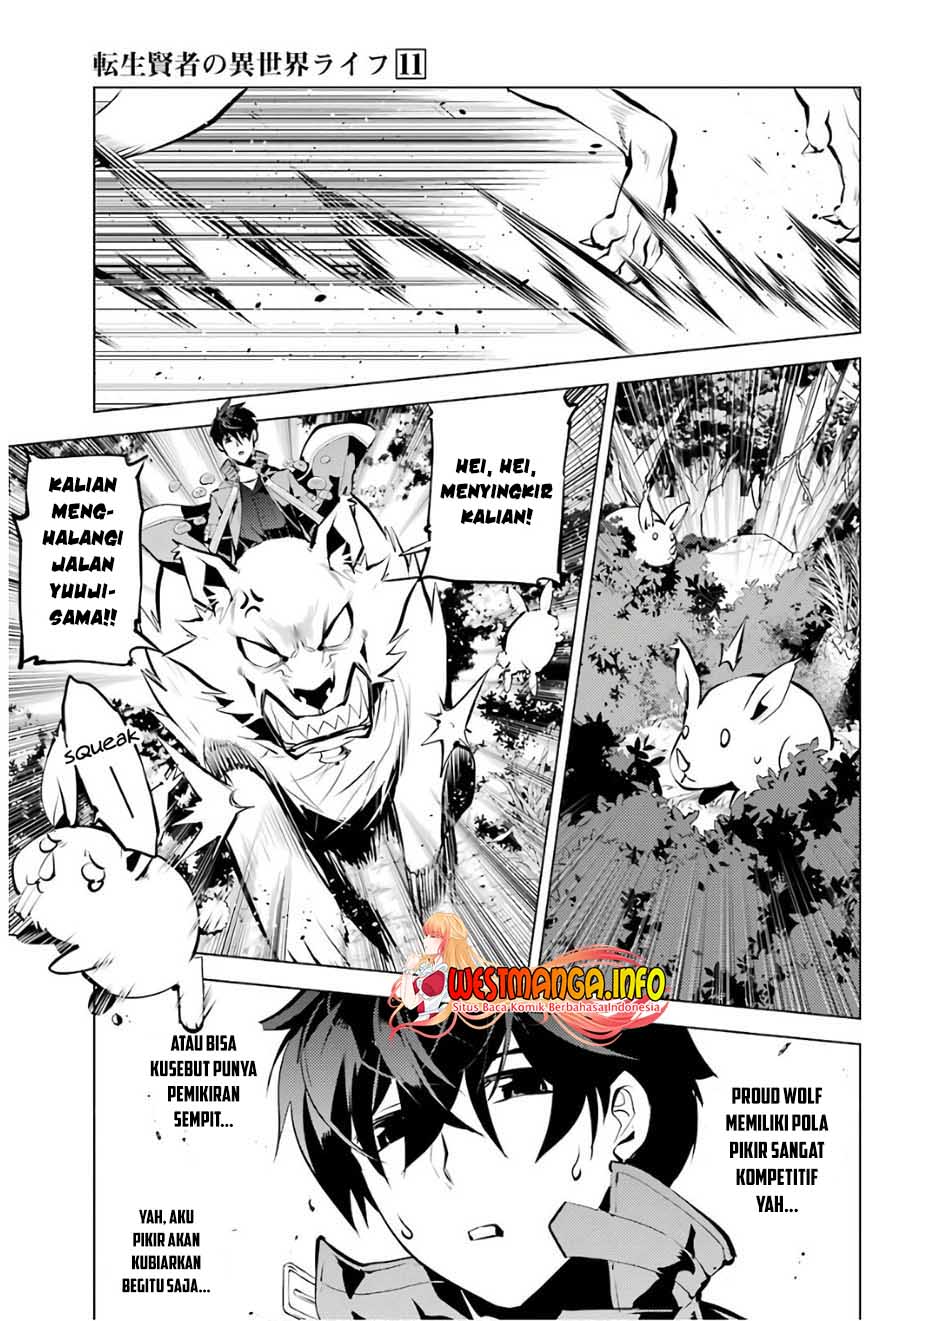 転生賢者の異世界ライフ 11
HEI, HEI,
MENYINGKIR
KALIAN!
KALIAN
MENG-
HALANGI
JALAN
YUUJI-
SAMA!!
SQUEAK
WESTMANGA.INFO
SITUS BACA KOMIK BERBAHASA INDONESIA
PROUD WOLF
MEMILIKI POLA
PIKIR SANGAT
KOMPETITIF
YAH...
ATAU BISA
KUSEBUT PUNYA
PEMIKIRAN
SEMPIT...
YAH, AKU
PIKIR AKAN
KUBIARKAN
BEGITU SAJA...